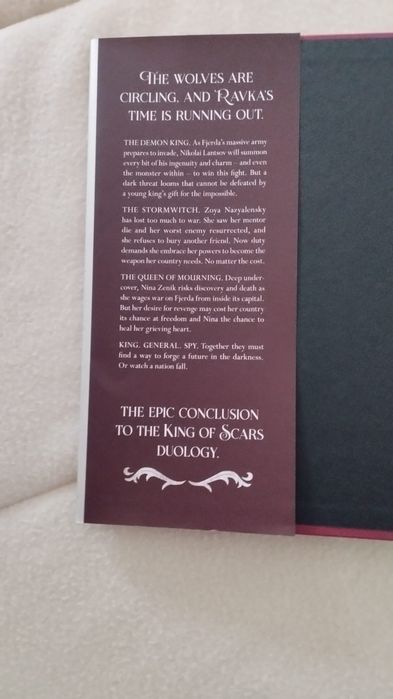 THE WOLVES ARE
CIRCLING, AND RAVKA'S
TIME IS RUNNING OUT.
THE DEMON KING. As Fjerda's massive army
prepares to invade, Nikolai Lantsov will summon
every bit of his ingenuity and charm – and even
the monster within – to win this fight. But a
dark threat looms that cannot be defeated by
a young king's gift for the impossible.
THE STORMWITCH. Zoya Nazyalensky
has lost too much to war. She saw her mentor
die and her worst enemy resurrected, and
she refuses to bury another friend. Now duty
demands she embrace her powers to become the
weapon her country needs. No matter the cost.
THE QUEEN OF MOURNING. Deep under-
cover, Nina Zenik risks discovery and death as
she wages war on Fjerda from inside its capital.
But her desire for revenge may cost her country
its chance at freedom and Nina the chance to
heal her grieving heart.
KING. GENERAL. SPY. Together they must
find a way to forge a future in the darkness.
Or watch a nation fall.
THE EPIC CONCLUSION
TO THE KING OF SCARS
DUOLOGY.